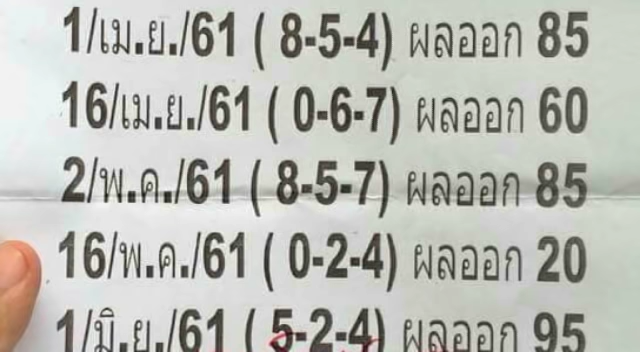 1/เม.ย./61 ( 8-5-4) ผลออก 85
16/เม.ย./61 ( 0-6-7) ผลออก 60
2/พ.ค./61 ( 8-5-7) ผลออก 85
16/พ.ค./61 ( 0-2-4) ผลออก 20
1/มิ.ย./61 ( 5-2-4) ผลออก 95